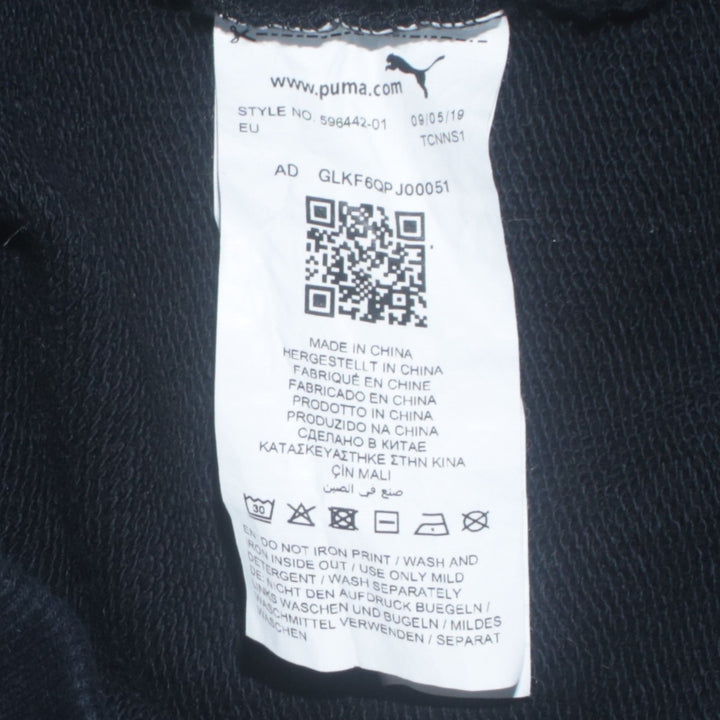 www.puma.com
STYLE NO. 596442-01 09/05/19
EU TCNNS1
AD GLKF6QPJ00051
MADE IN CHINA
HERGESTELLT IN CHINA
FABRIQUÉ EN CHINE
FABRICADO EN CHINA
PRODOTTO IN CHINA
PRODUZIDO NA CHINA
СДЕЛАНО В КИТАЕ
ΚΑΤΑΣΚΕΥΑΣΤΗΚΕ ΣΤΗΝ ΚΙΝΑ
ÇİN MALI
صنع في الصين
30
EN: DO NOT IRON PRINT / WASH AND
IRON INSIDE OUT / USE ONLY MILD
DETERGENT / WASH SEPARATELY
DE: NICHT DEN AUFDRUCK BUEGELN /
LINKS WASCHEN UND BUGELN / MILDES
WASCHMITTEL VERWENDEN / SEPARAT
WASCHEN